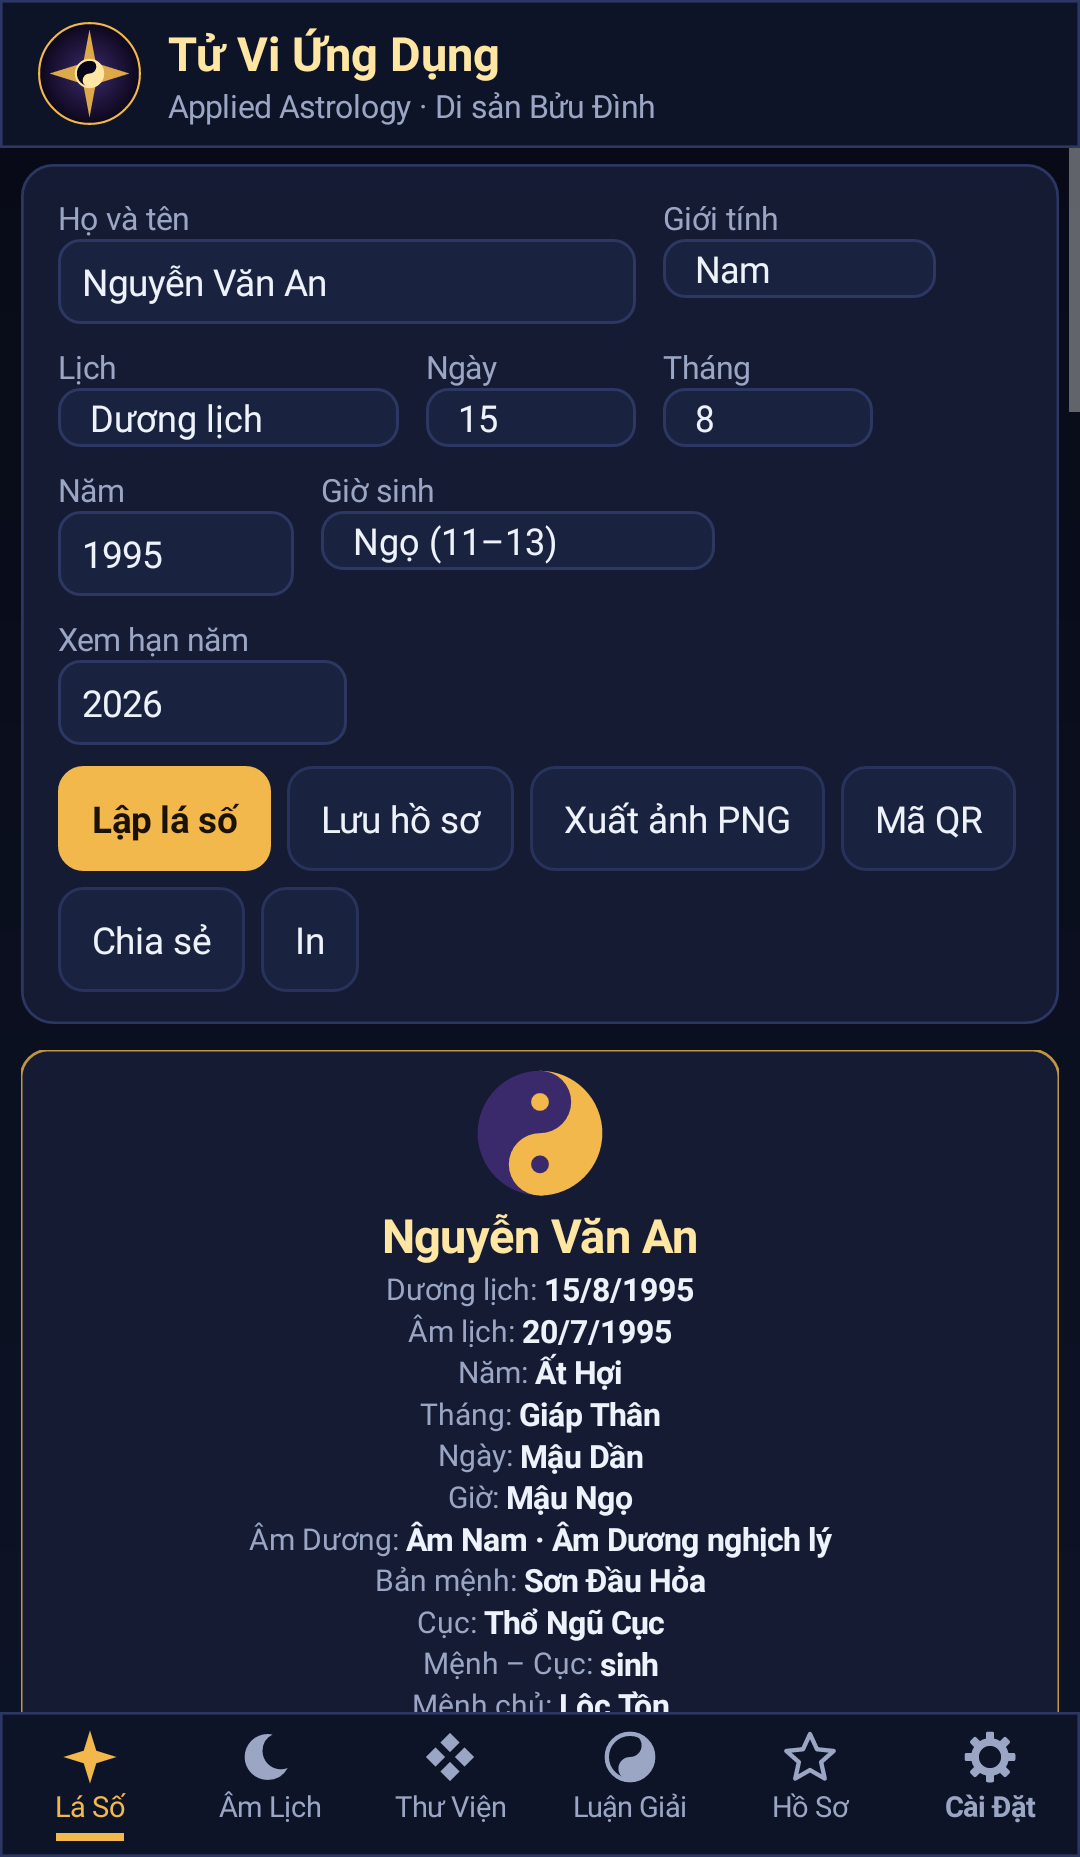 Tử Vi Ứng Dụng
Applied Astrology · Di sản Bửu Đình
Họ và tên
Giới tính
Nguyễn Văn An
Nam
Lịch
Ngày
Tháng
Dương lịch
15
8
Năm
Giờ sinh
1995
Ngọ (11–13)
Xem hạn năm
2026
Lập lá số
Lưu hồ sơ
Xuất ảnh PNG
Mã QR
Chia sẻ
In
Nguyễn Văn An
Dương lịch: 15/8/1995
Âm lịch: 20/7/1995
Năm: Ất Hợi
Tháng: Giáp Thân
Ngày: Mậu Dần
Giờ: Mậu Ngọ
Âm Dương: Âm Nam · Âm Dương nghịch lý
Bản mệnh: Sơn Đầu Hỏa
Cục: Thổ Ngũ Cục
Mệnh – Cục: sinh
Mệnh chủ: Lộc Tồn
Lá Số
Âm Lịch
Thư Viện
Luận Giải
Hồ Sơ
Cài Đặt